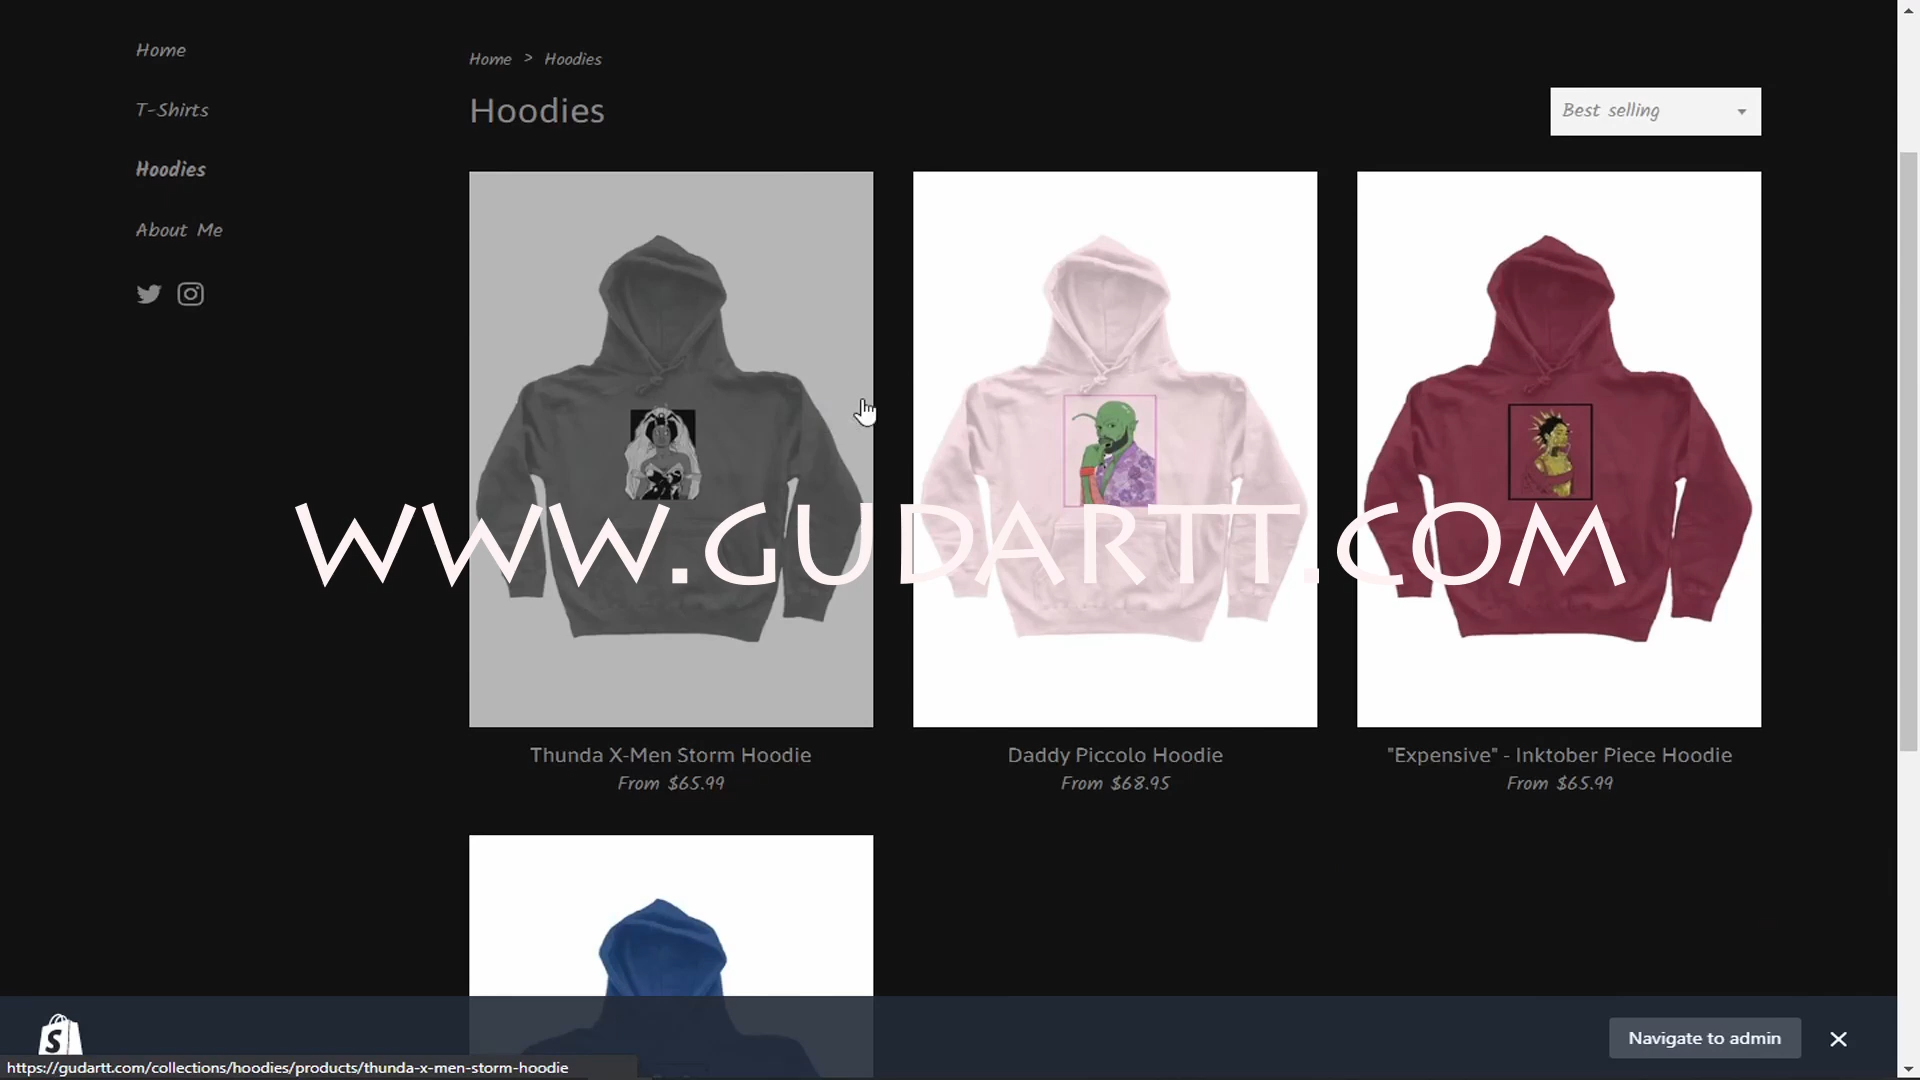 Home
T-Shirts
Hoodies
About Me
Home > Hoodies
Hoodies
Best selling
WWW.GUDARTT.COM
Thunda X-Men Storm Hoodie
From $65.99
Daddy Piccolo Hoodie
From $68.95
"Expensive" - Inktober Piece Hoodie
From $65.99
S
Navigate to admin
https://gudartt.com/collections/hoodies/products/thunda-x-men-storm-hoodie